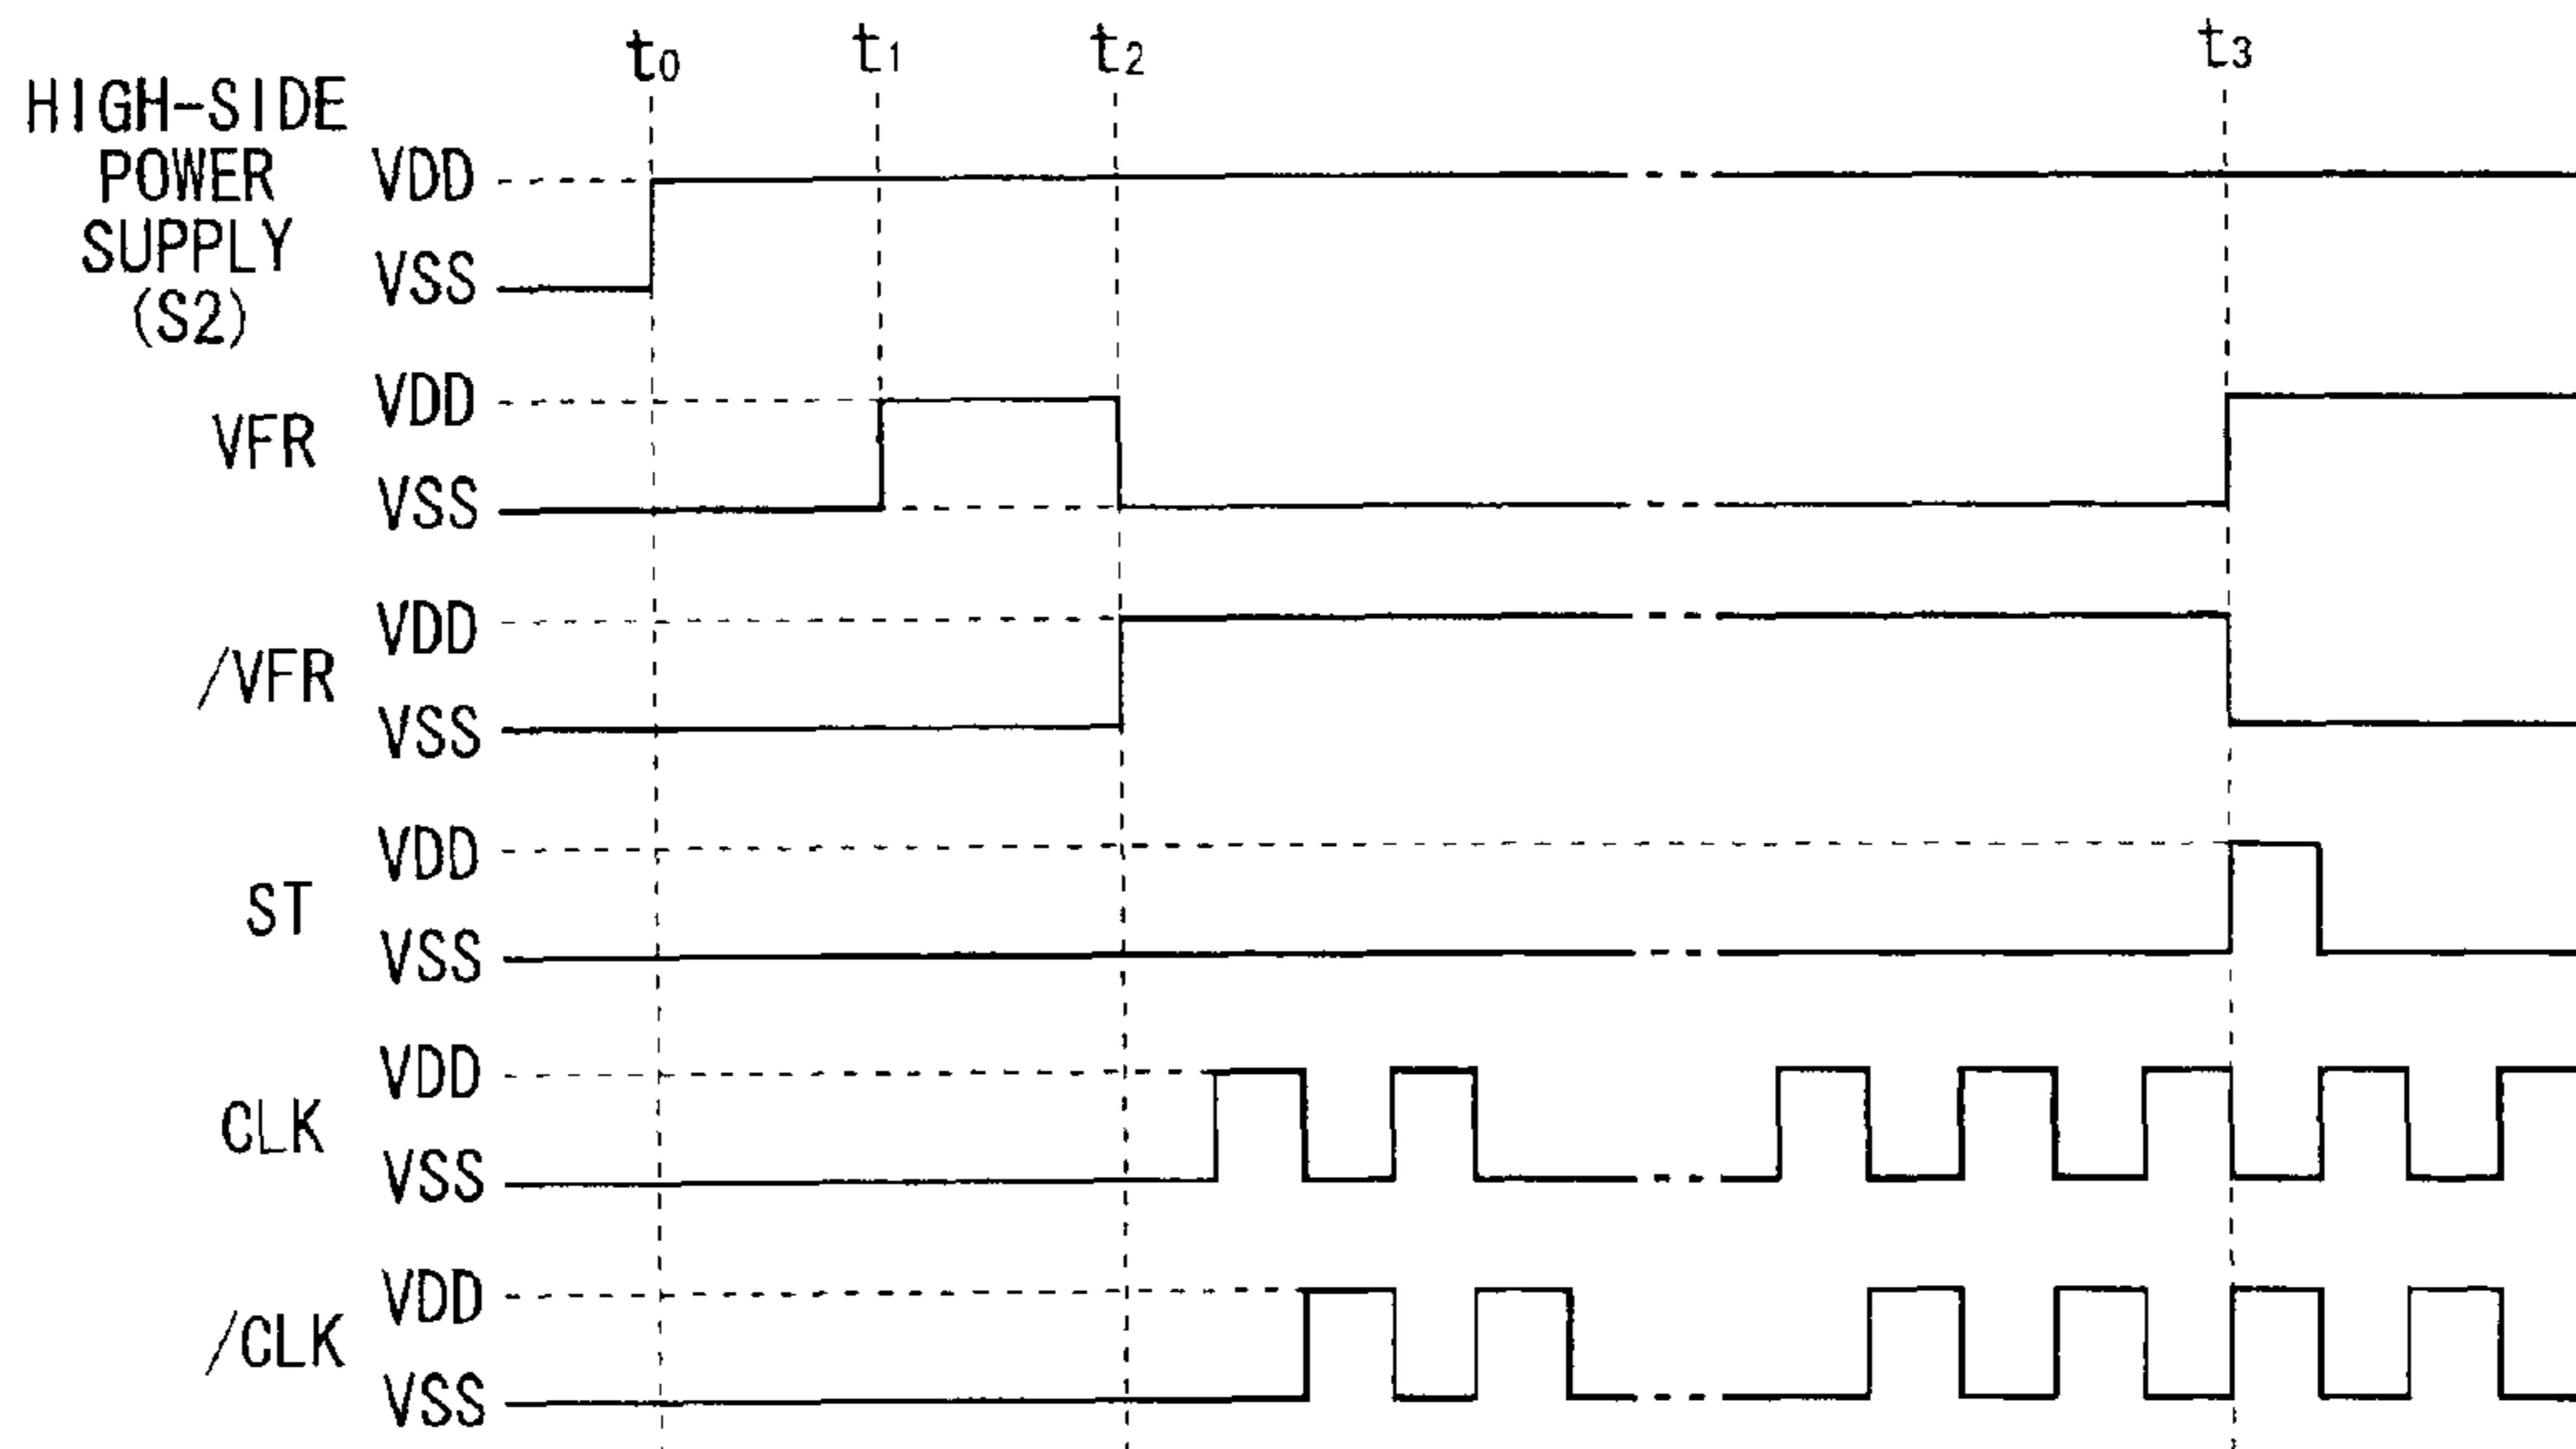 t0 t1 t2 t3
HIGH-SIDE
POWER
SUPPLY
(S2)
VDD
VSS
VFR
VDD
VSS
/VFR
VDD
VSS
ST
VDD
VSS
CLK
VDD
VSS
/CLK
VDD
VSS